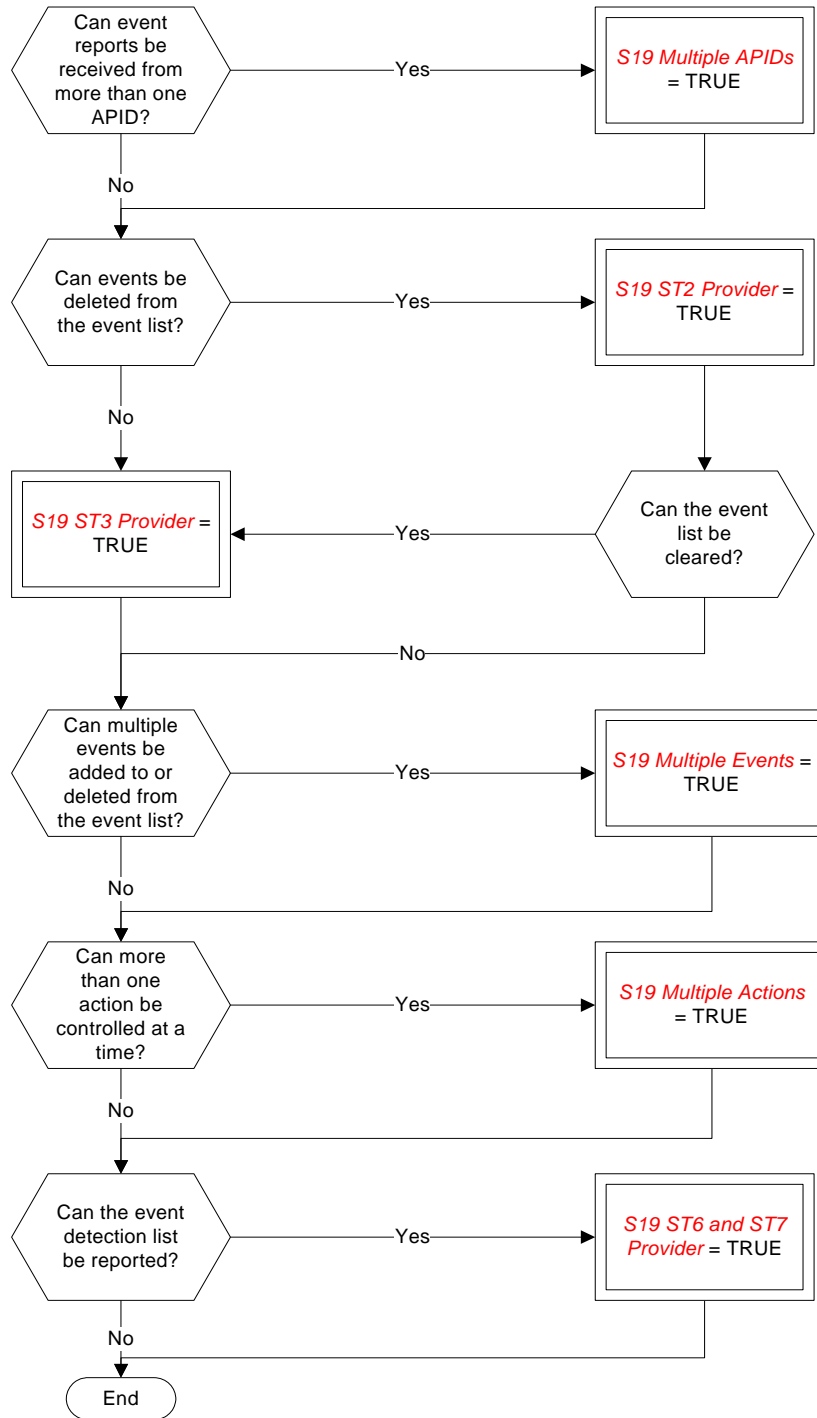 Can event
reports be
received from
more than one
APID?
Yes
S19 Multiple APIDs
= TRUE
No
Can events be
deleted from
the event list?
Yes
S19 ST2 Provider =
TRUE
No
S19 ST3 Provider =
TRUE
Yes
Can the event
list be
cleared?
No
Can multiple
events be
added to or
deleted from
the event list?
Yes
S19 Multiple Events =
TRUE
No
Can more
than one
action be
controlled at a
time?
Yes
S19 Multiple Actions
= TRUE
No
Can the event
detection list
be reported?
Yes
S19 ST6 and ST7
Provider = TRUE
No
End